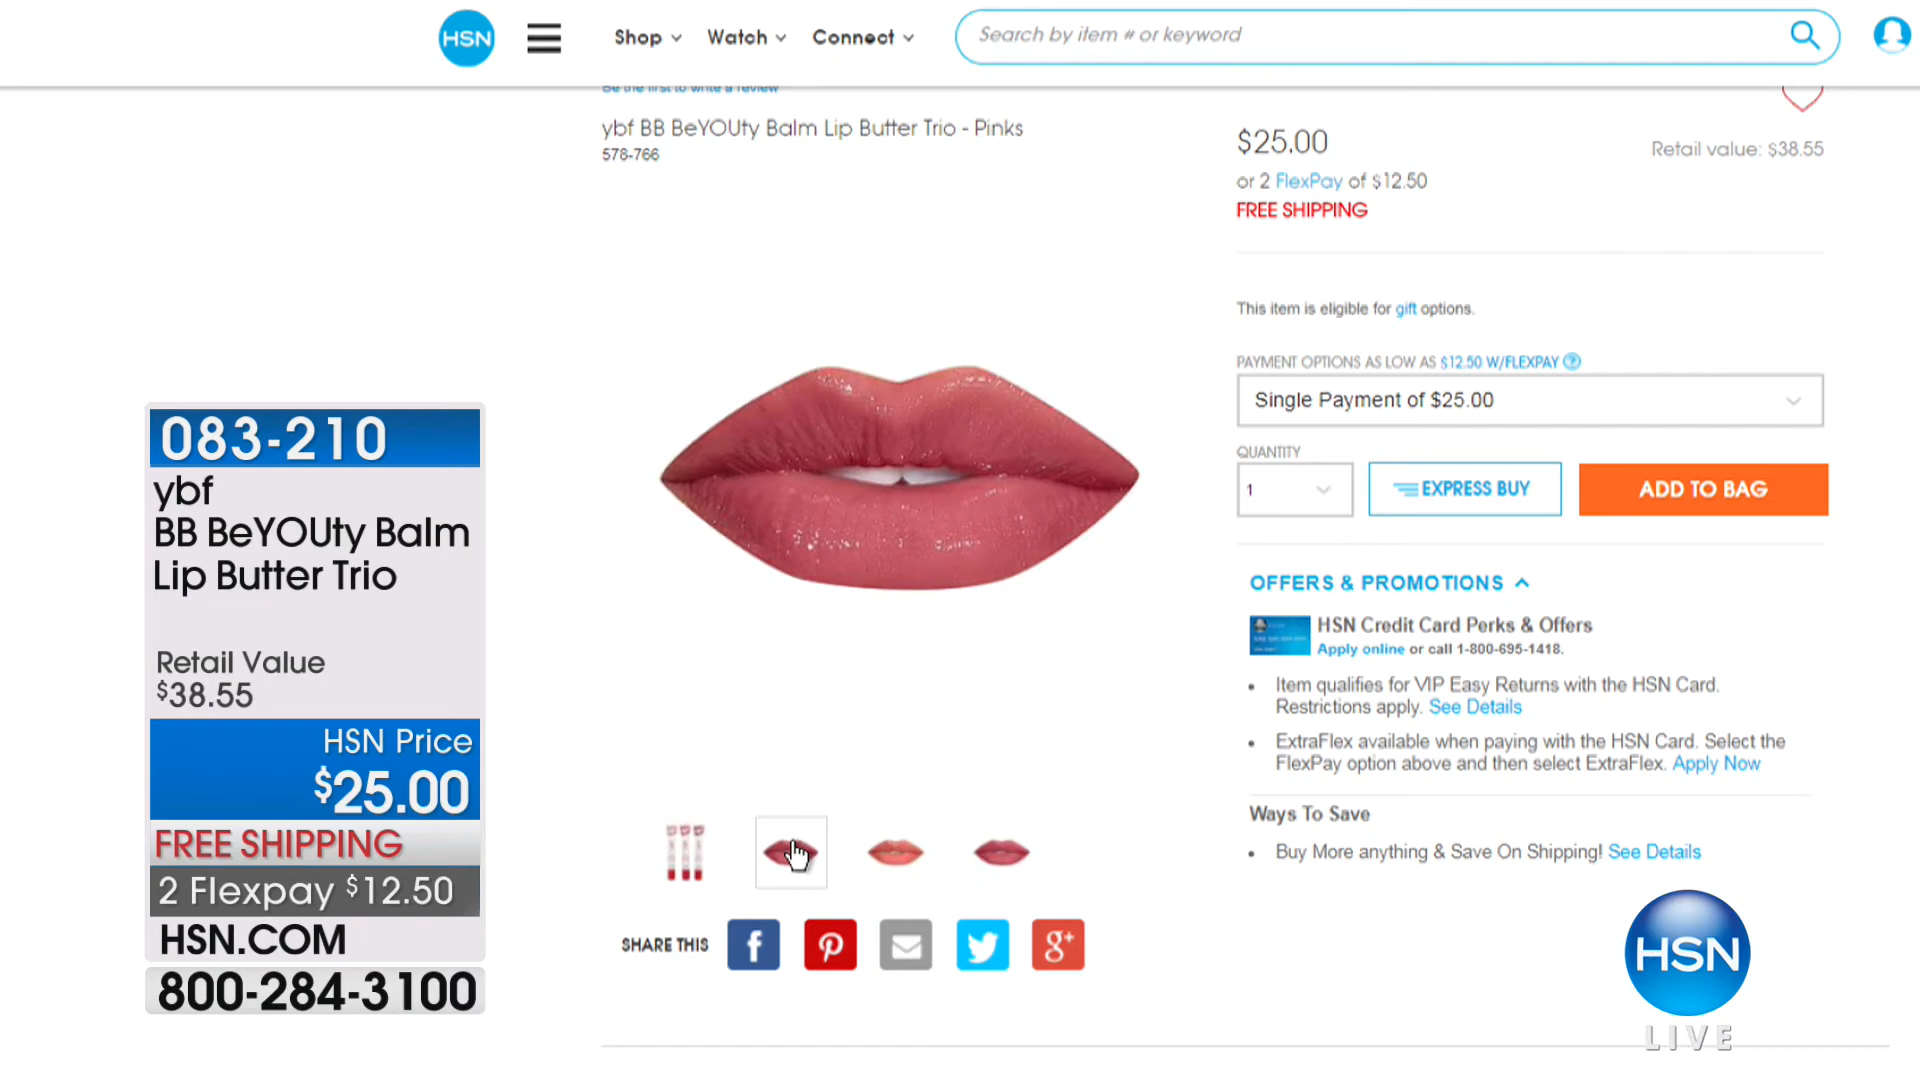 HSN
Shop
Watch
Connect
Search by item # or keyword
Be the first to write a review
ybf BB BeYOUty Balm Lip Butter Trio - Pinks
578-766
$25.00
Retail value: $38.55
or 2 FlexPay of $12.50
FREE SHIPPING
This item is eligible for gift options.
PAYMENT OPTIONS AS LOW AS $12.50 W/FLEXPAY ?
Single Payment of $25.00
QUANTITY
1
EXPRESS BUY
ADD TO BAG
OFFERS & PROMOTIONS
HSN Credit Card Perks & Offers
Apply online or call 1-800-695-1418.
• Item qualifies for VIP Easy Returns with the HSN Card.
Restrictions apply. See Details
• ExtraFlex available when paying with the HSN Card. Select the
FlexPay option above and then select ExtraFlex. Apply Now
Ways To Save
• Buy More anything & Save On Shipping! See Details
SHARE THIS
083-210
ybf
BB BeYOUty Balm
Lip Butter Trio
Retail Value
$38.55
HSN Price
$25.00
FREE SHIPPING
2 Flexpay $12.50
HSN.COM
800-284-3100
HSN
LIVE